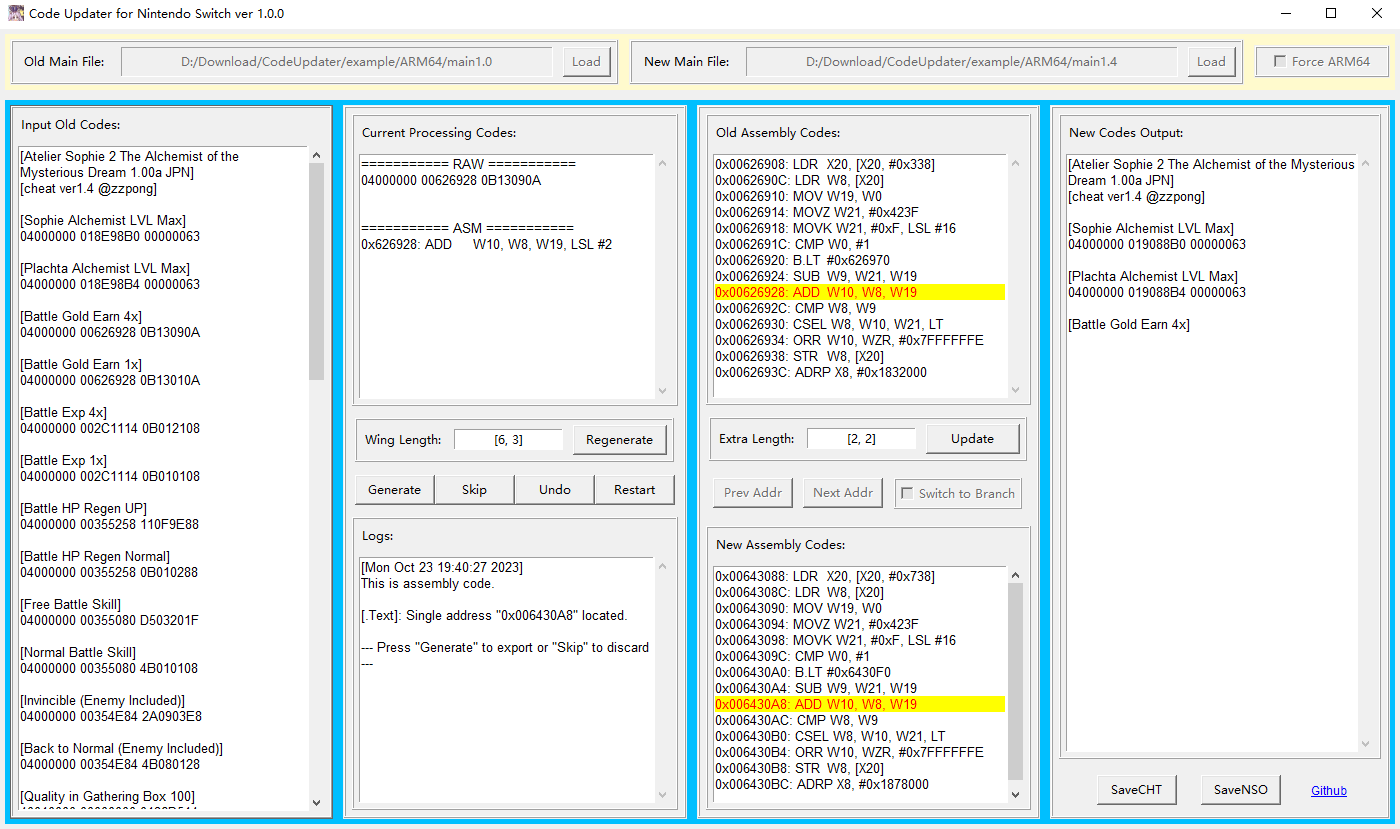 Code Updater for Nintendo Switch ver 1.0.0
Old Main File:
D:/Download/CodeUpdater/example/ARM64/main1.0
Load
New Main File:
D:/Download/CodeUpdater/example/ARM64/main1.4
Load
Force ARM64
Input Old Codes:
[Atelier Sophie 2 The Alchemist of the
Mysterious Dream 1.00a JPN]
[cheat ver1.4 @zzpong]
[Sophie Alchemist LVL Max]
04000000 018E98B0 00000063
[Plachta Alchemist LVL Max]
04000000 018E98B4 00000063
[Battle Gold Earn 4x]
04000000 00626928 0B13090A
[Battle Gold Earn 1x]
04000000 00626928 0B13010A
[Battle Exp 4x]
04000000 002C1114 0B012108
[Battle Exp 1x]
04000000 002C1114 0B010108
[Battle HP Regen UP]
04000000 00355258 110F9E88
[Battle HP Regen Normal]
04000000 00355258 0B010288
[Free Battle Skill]
04000000 00355080 D503201F
[Normal Battle Skill]
04000000 00355080 4B010108
[Invincible (Enemy Included)]
04000000 00354E84 2A0903E8
[Back to Normal (Enemy Included)]
04000000 00354E84 4B080128
[Quality in Gathering Box 100]
Current Processing Codes:
=========== RAW ===========
04000000 00626928 0B13090A
=========== ASM ===========
0x626928: ADD W10, W8, W19, LSL #2
Wing Length:
[6, 3]
Regenerate
Generate
Skip
Undo
Restart
Logs:
[Mon Oct 23 19:40:27 2023]
This is assembly code.
[.Text]: Single address "0x006430A8" located.
--- Press "Generate" to export or "Skip" to discard
---
Old Assembly Codes:
0x00626908: LDR X20, [X20, #0x338]
0x0062690C: LDR W8, [X20]
0x00626910: MOV W19, W0
0x00626914: MOVZ W21, #0x423F
0x00626918: MOVK W21, #0xF, LSL #16
0x0062691C: CMP W0, #1
0x00626920: B.LT #0x626970
0x00626924: SUB W9, W21, W19
0x00626928: ADD W10, W8, W19
0x0062692C: CMP W8, W9
0x00626930: CSEL W8, W10, W21, LT
0x00626934: ORR W10, WZR, #0x7FFFFFFE
0x00626938: STR W8, [X20]
0x0062693C: ADRP X8, #0x1832000
Extra Length:
[2, 2]
Update
Prev Addr
Next Addr
Switch to Branch
New Assembly Codes:
0x00643088: LDR X20, [X20, #0x738]
0x0064308C: LDR W8, [X20]
0x00643090: MOV W19, W0
0x00643094: MOVZ W21, #0x423F
0x00643098: MOVK W21, #0xF, LSL #16
0x0064309C: CMP W0, #1
0x006430A0: B.LT #0x6430F0
0x006430A4: SUB W9, W21, W19
0x006430A8: ADD W10, W8, W19
0x006430AC: CMP W8, W9
0x006430B0: CSEL W8, W10, W21, LT
0x006430B4: ORR W10, WZR, #0x7FFFFFFE
0x006430B8: STR W8, [X20]
0x006430BC: ADRP X8, #0x1878000
New Codes Output:
[Atelier Sophie 2 The Alchemist of the Mysterious
Dream 1.00a JPN]
[cheat ver1.4 @zzpong]
[Sophie Alchemist LVL Max]
04000000 019088B0 00000063
[Plachta Alchemist LVL Max]
04000000 019088B4 00000063
[Battle Gold Earn 4x]
SaveCHT
SaveNSO
Github